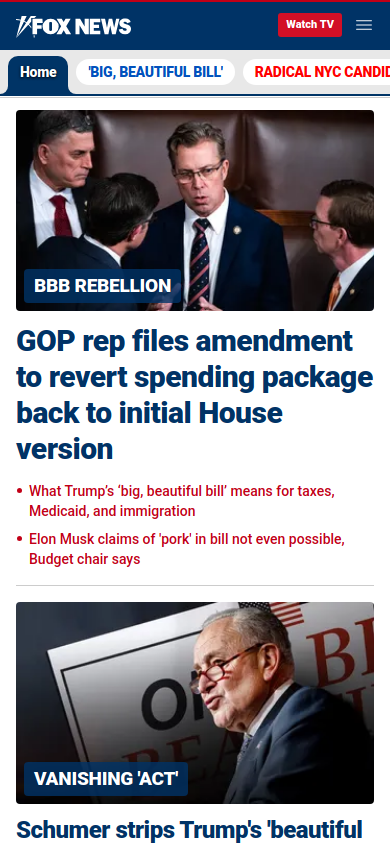 FOX NEWS
Watch TV
Home
'BIG, BEAUTIFUL BILL'
RADICAL NYC CANDID
BBB REBELLION
GOP rep files amendment
to revert spending package
back to initial House
version
• What Trump's 'big, beautiful bill' means for taxes,
Medicaid, and immigration
• Elon Musk claims of 'pork' in bill not even possible,
Budget chair says
VANISHING 'ACT'
Schumer strips Trump's 'beautiful